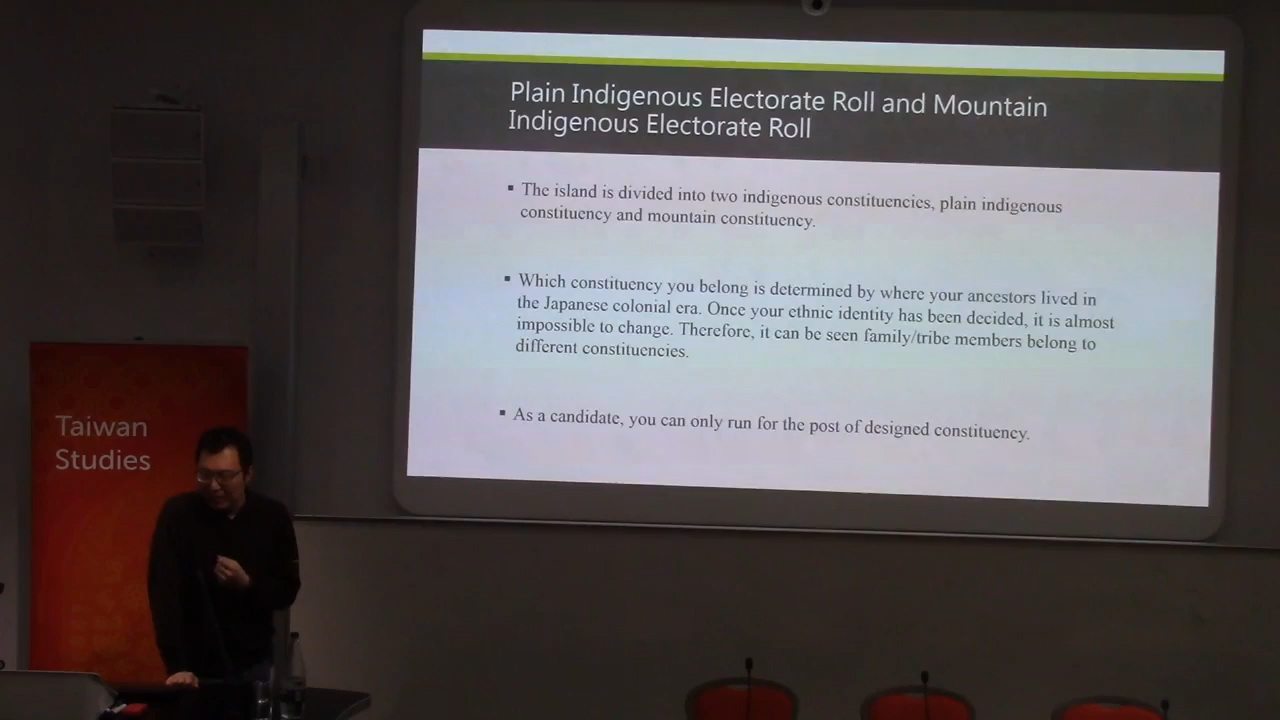 Plain Indigenous Electorate Roll and Mountain
Indigenous Electorate Roll
▪ The island is divided into two indigenous constituencies, plain indigenous
constituency and mountain constituency.
▪ Which constituency you belong is determined by where your ancestors lived in
the Japanese colonial era. Once your ethnic identity has been decided, it is almost
impossible to change. Therefore, it can be seen family/tribe members belong to
different constituencies.
▪ As a candidate, you can only run for the post of designed constituency.
Taiwan
Studies